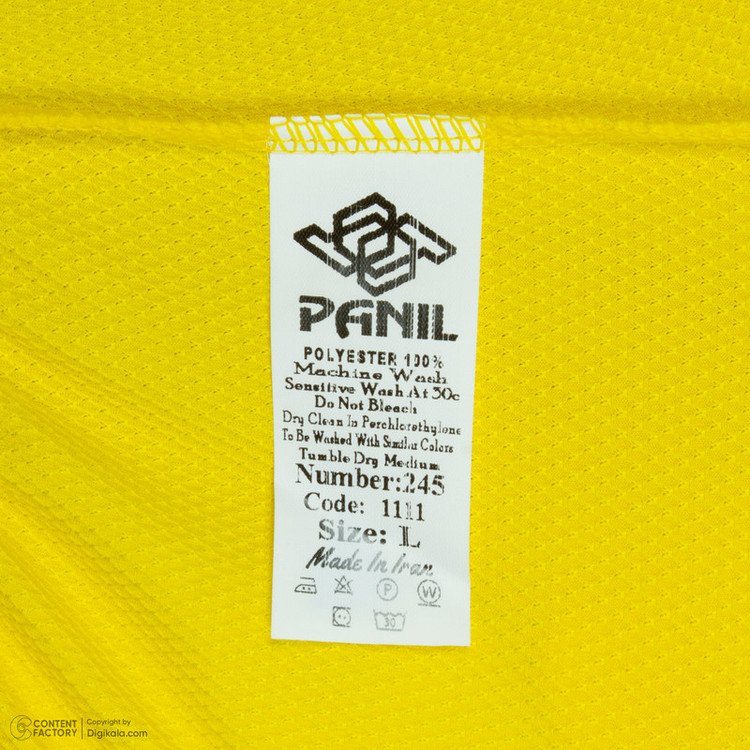 PANIL
POLYESTER 100%
Machine Wash
Sensitive Wash At 30c
Do Not Bleach
Dry Clean In Perchlorethylone
To Be Washed With Similar Colors
Tumble Dry Medium
Number:245
Code: 1111
Size: L
Made In Iran
P W
30
CONTENT FACTORY
Copyright by
Digikala.com